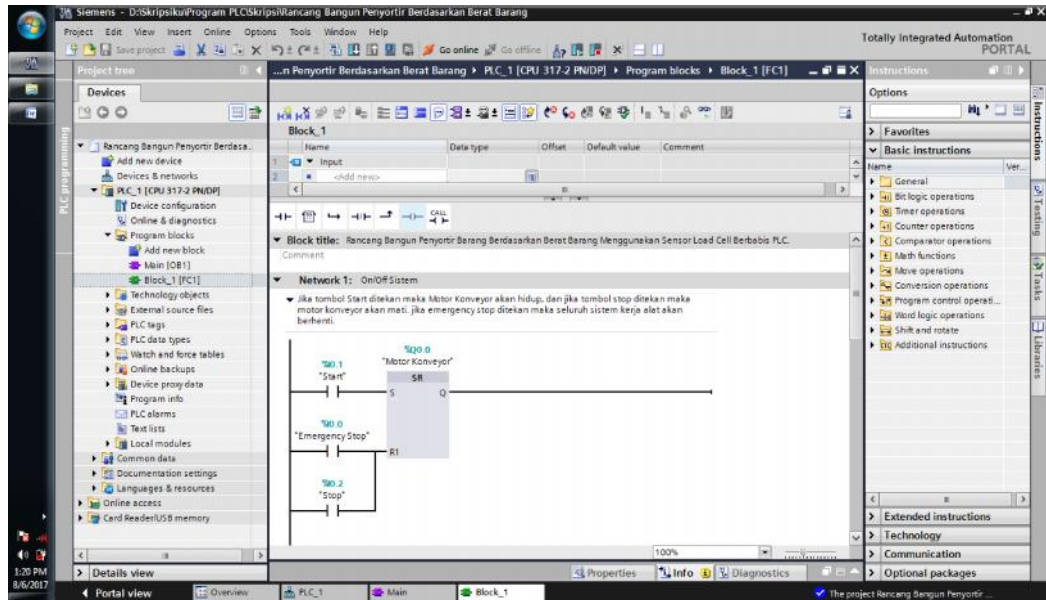 Siemens - D:\Skripsiku\Program PLC\Skripsi\Rancang Bangun Penyortir Berdasarkan Berat Barang
Project Edit View Insert Online Options Tools Window Help
Totally Integrated Automation
PORTAL
Save project
Go online
Go offline
Project tree
...n Penyortir Berdasarkan Berat Barang
PLC_1 [CPU 317-2 PN/DP]
Program blocks
Block_1 [FC1]
Instructions
Devices
Options
PLC programming
Rancang Bangun Penyortir Berdasa...
Add new device
Devices & networks
PLC_1 [CPU 317-2 PN/DP]
Device configuration
Online & diagnostics
Program blocks
Add new block
Main [OB1]
Block_1 [FC1]
Technology objects
External source files
PLC tags
PLC data types
Watch and force tables
Online backups
Device proxy data
Program info
PLC alarms
Text lists
Local modules
Common data
Documentation settings
Languages & resources
Online access
Card Reader/USB memory
Details view
Block_1
Name Data type Offset Default value Comment
1 Input
2 <Add new>
CALL
Block title: Rancang Bangun Penyortir Barang Berdasarkan Berat Barang Menggunakan Sensor Load Cell Berbabis PLC.
Comment
Network 1: On/Off Sistem
Jika tombol Start ditekan maka Motor Konveyor akan hidup, dan jika tombol stop ditekan maka
motor konveyor akan mati. jika emergency stop ditekan maka seluruh sistem kerja alat akan
berhenti.
%Q0.0
"Motor Konveyor"
%I0.1
"Start"
SR
S Q
%I0.0
"Emergency Stop"
R1
%I0.2
"Stop"
100%
Properties
Info
Diagnostics
Favorites
Basic instructions
Name Ver...
General
Bit logic operations
Timer operations
Counter operations
Comparator operations
Math functions
Move operations
Conversion operations
Program control operati...
Word logic operations
Shift and rotate
Additional instructions
Extended instructions
Technology
Communication
Optional packages
Instructions
Testing
Tasks
Libraries
1:20 PM
8/6/2017
Portal view
Overview
PLC_1
Main
Block_1
The project Rancang Bangun Penyortir ...